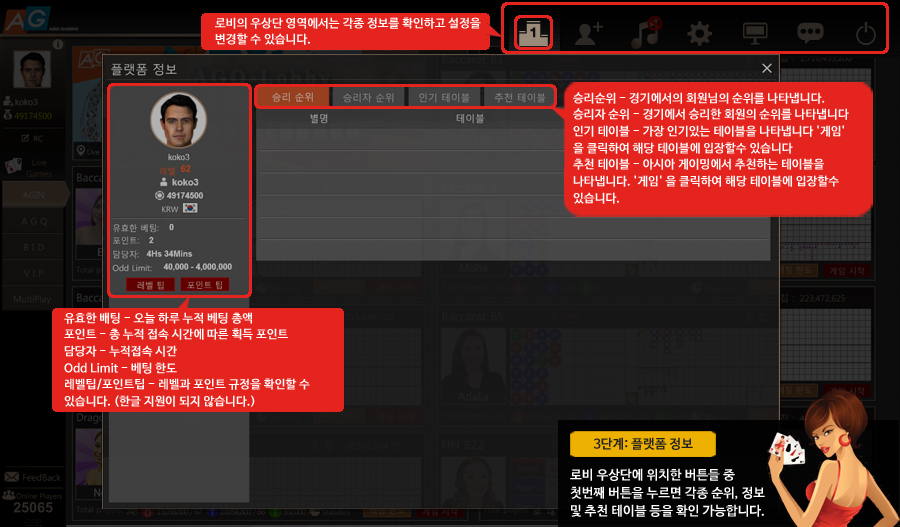 AG
로비의 우상단 영역에서는 각종 정보를 확인하고 설정을
변경할 수 있습니다.
1
플랫폼 정보
koko3
49174500
RC
Live
Games
AGIN
AGQ
BID
VIP
MultiPlay
koko3
레벨 62
koko3
49174500
KRW
유효한 베팅: 0
포인트: 2
담당자: 4Hs 34Mins
Odd Limit: 40,000 - 4,000,000
레벨 팁
포인트 팁
승리 순위
승리자 순위
인기 테이블
추천 테이블
별명
테이블
승리순위 - 경기에서의 회원님의 순위를 나타냅니다.
승리자 순위 - 경기에서 승리한 회원의 순위를 나타냅니다
인기 테이블 - 가장 인기있는 테이블을 나타냅니다 '게임'
을 클릭하여 해당 테이블에 입장할수 있습니다
추천 테이블 - 아시아 게이밍에서 추천하는 테이블을
나타냅니다. '게임' 을 클릭하여 해당 테이블에 입장할수
있습니다.
유효한 배팅 - 오늘 하루 누적 베팅 총액
포인트 - 총 누적 접속 시간에 따른 획득 포인트
담당자 - 누적접속 시간
Odd Limit - 베팅 한도
레벨팁/포인트팁 - 레벨과 포인트 규정을 확인할 수
있습니다. (한글 지원이 되지 않습니다.)
게임 시작
223,472,625
게임 시작
Baccarat B5
Adalia
NN B22
FeedBack
Online Players
25065
3단계: 플랫폼 정보
로비 우상단에 위치한 버튼들 중
첫번째 버튼을 누르면 각종 순위, 정보
및 추천 테이블 등을 확인 가능합니다.